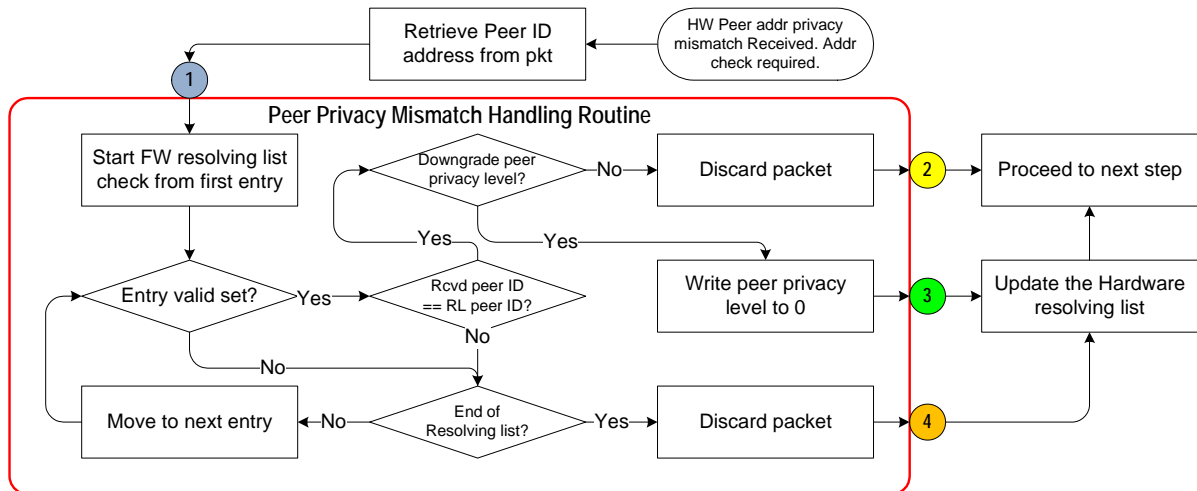 Retrieve Peer ID
address from pkt
HW Peer addr privacy
mismatch Received. Addr
check required.
1
Peer Privacy Mismatch Handling Routine
Start FW resolving list
check from first entry
Downgrade peer
privacy level?
No
Discard packet
2
Proceed to next step
Yes
Yes
Entry valid set?
Yes
Rcvd peer ID
== RL peer ID?
Write peer privacy
level to 0
3
Update the Hardware
resolving list
No
No
Move to next entry
No
End of
Resolving list?
Yes
Discard packet
4